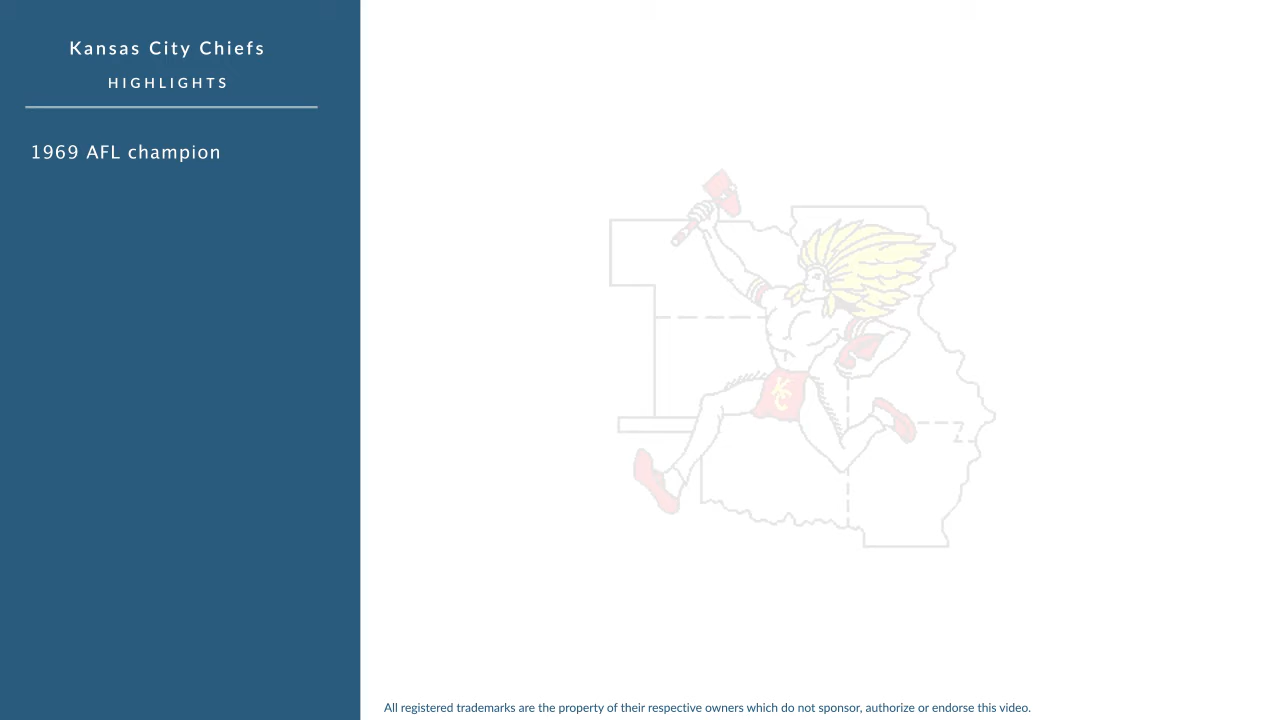 Kansas City Chiefs
HIGHLIGHTS
1969 AFL champion
KC
All registered trademarks are the property of their respective owners which do not sponsor, authorize or endorse this video.